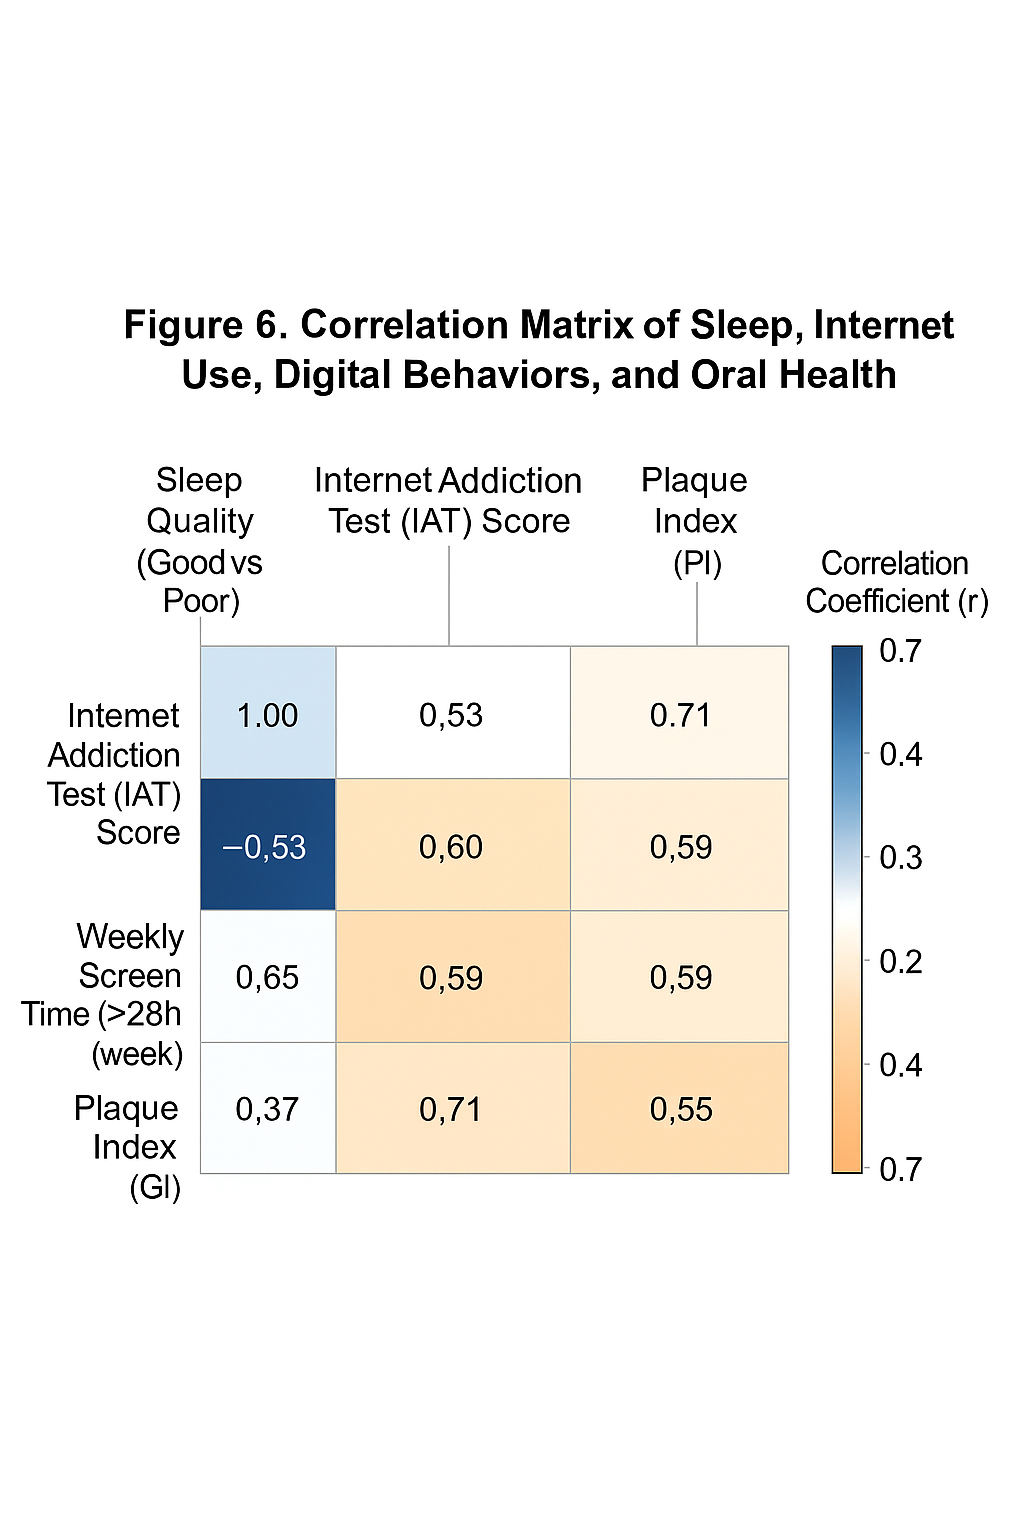 Figure 6. Correlation Matrix of Sleep, Internet
Use, Digital Behaviors, and Oral Health
Sleep
Quality
(Good vs
Poor)
Internet Addiction
Test (IAT) Score
Plaque
Index
(PI)
Correlation
Coefficient (r)
Intemet
Addiction
Test (IAT)
Score
1.00
0,53
0.71
−0,53
0,60
0,59
Weekly
Screen
Time (>28h
(week)
0,65
0,59
0,59
Plaque
Index
(GI)
0,37
0,71
0,55
0.7
0.4
0.3
0.2
0.4
0.7